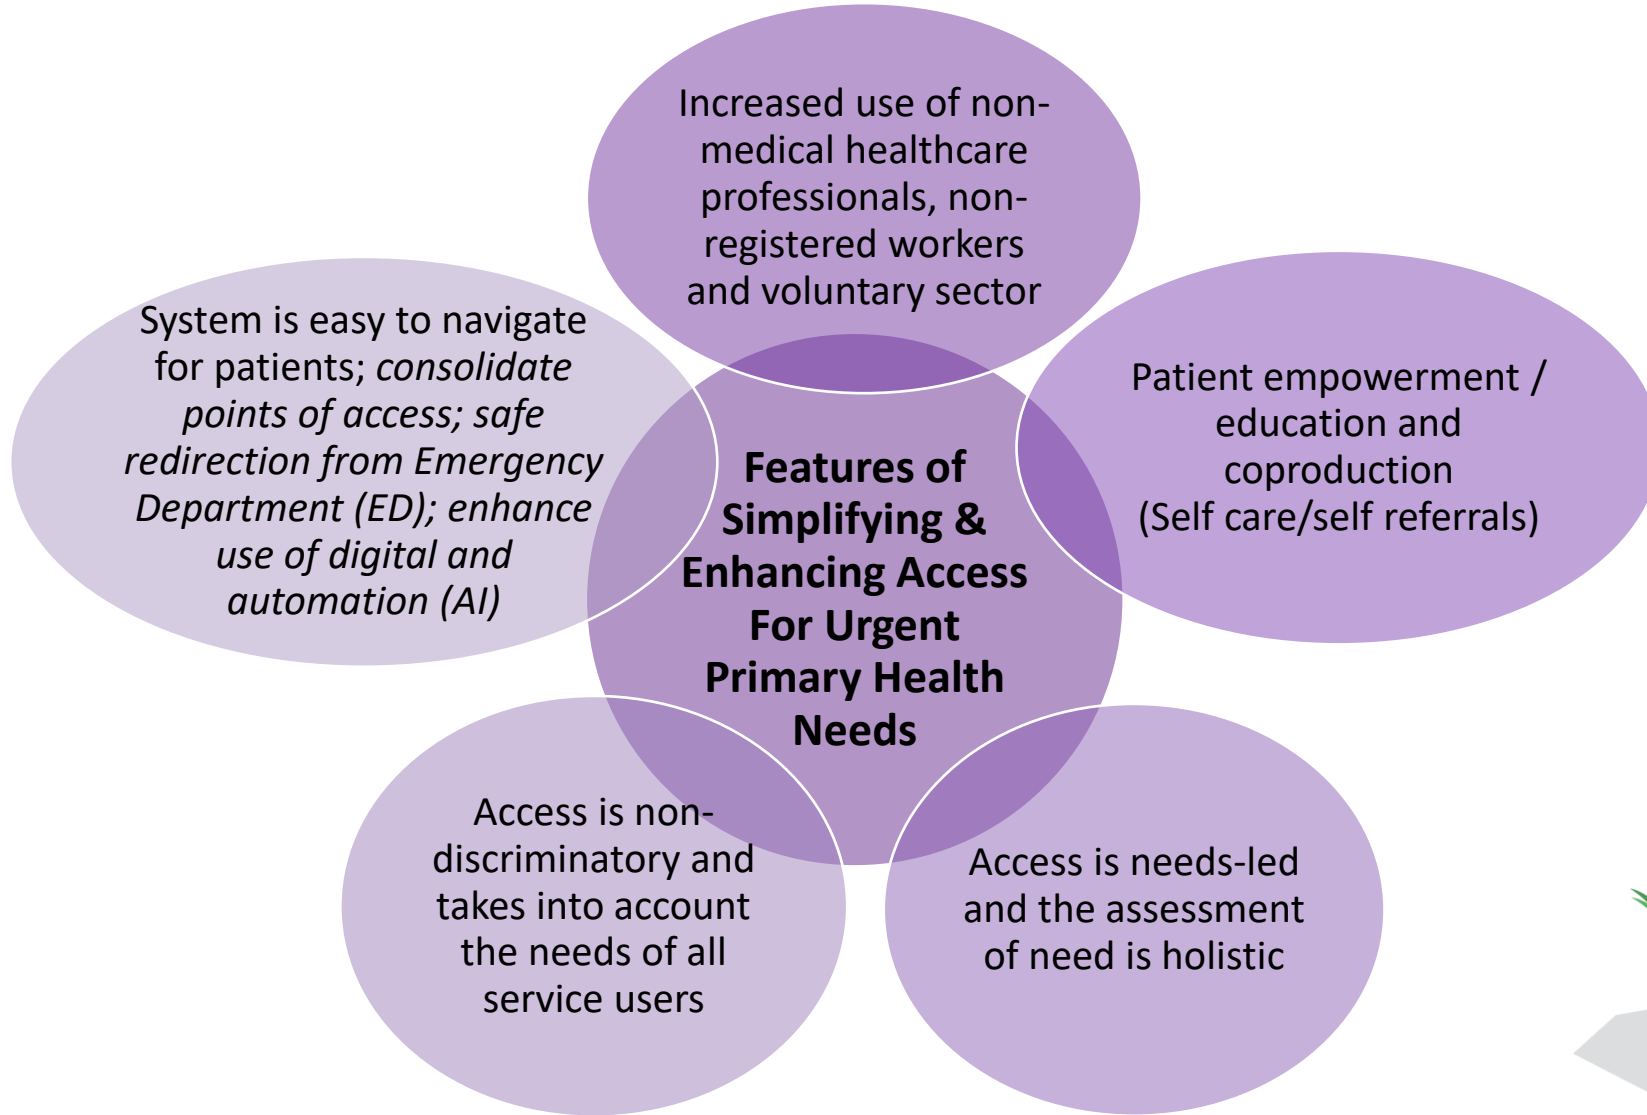 Increased use of non-
medical healthcare
professionals, non-
registered workers
and voluntary sector
System is easy to navigate
for patients; consolidate
points of access; safe
redirection from Emergency
Department (ED); enhance
use of digital and
automation (AI)
Patient empowerment /
education and
coproduction
(Self care/self referrals)
Features of
Simplifying &
Enhancing Access
For Urgent
Primary Health
Needs
Access is non-
discriminatory and
takes into account
the needs of all
service users
Access is needs-led
and the assessment
of need is holistic